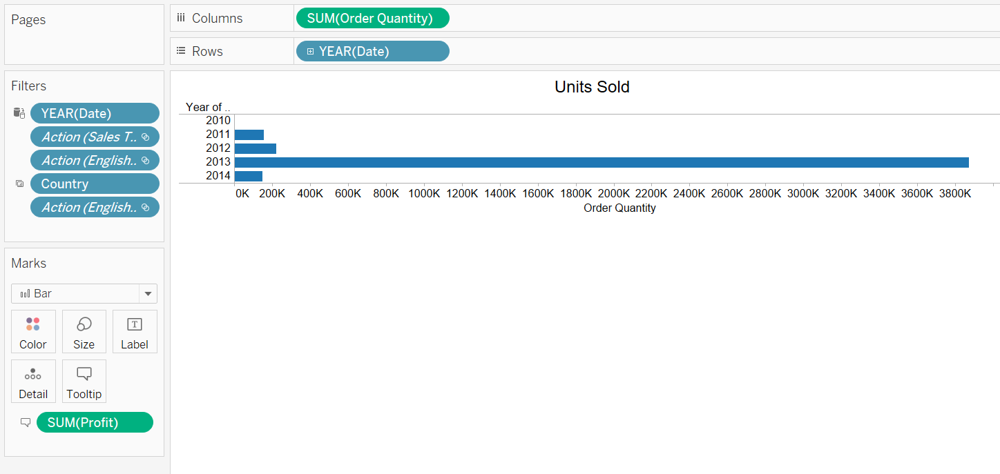 Pages
Columns
SUM(Order Quantity)
Rows
YEAR(Date)
Filters
YEAR(Date)
Action (Sales T..
Action (English..
Country
Action (English..
Marks
Bar
Color Size Label
Detail Tooltip
SUM(Profit)
Units Sold
Year of ..
2010
2011
2012
2013
2014
0K 200K 400K 600K 800K 1000K 1200K 1400K 1600K 1800K 2000K 2200K 2400K 2600K 2800K 3000K 3200K 3400K 3600K 3800K
Order Quantity